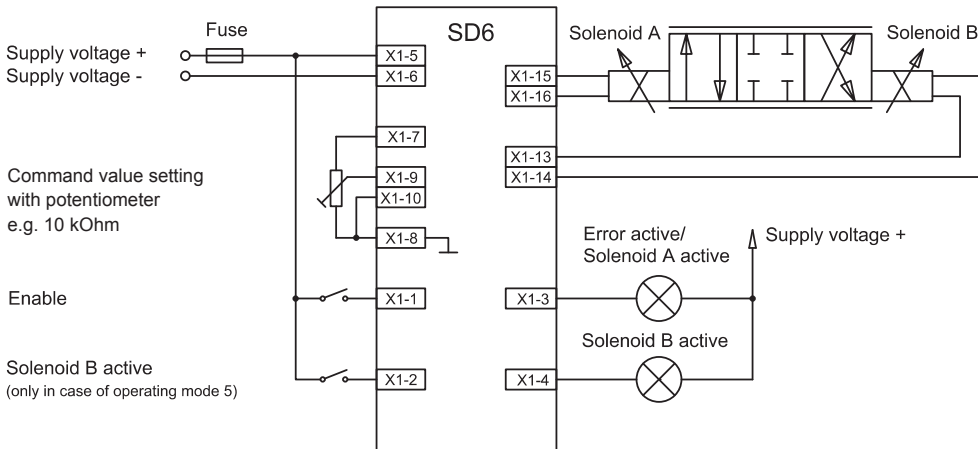 Fuse
SD6
Solenoid A
Solenoid B
Supply voltage +
Supply voltage -
X1-5
X1-6
X1-15
X1-16
X1-7
Command value setting
with potentiometer
e.g. 10 kOhm
X1-9
X1-10
X1-8
X1-13
X1-14
Error active/
Solenoid A active
Supply voltage +
Enable
X1-1
X1-3
Solenoid B active
Solenoid B active
(only in case of operating mode 5)
X1-2
X1-4